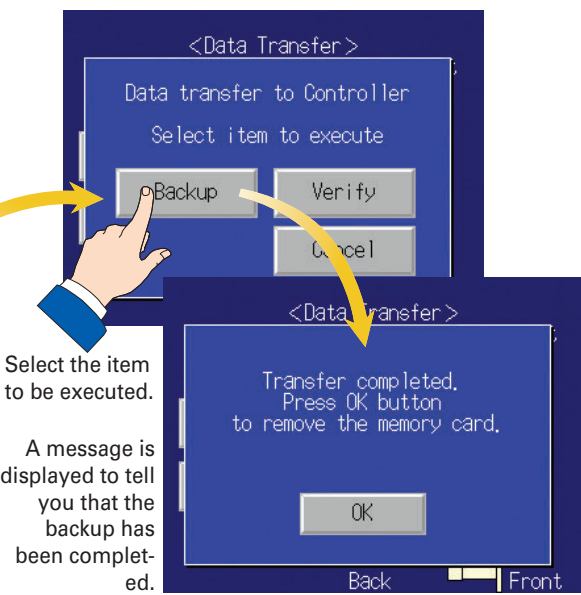 <Data Transfer>
Data transfer to Controller
Select item to execute
Backup
Verify
Cancel
Select the item
to be executed.
<Data Transfer>
Transfer completed.
Press OK button
to remove the memory card.
OK
A message is
displayed to tell
you that the
backup has
been complet-
ed.
Back
Front